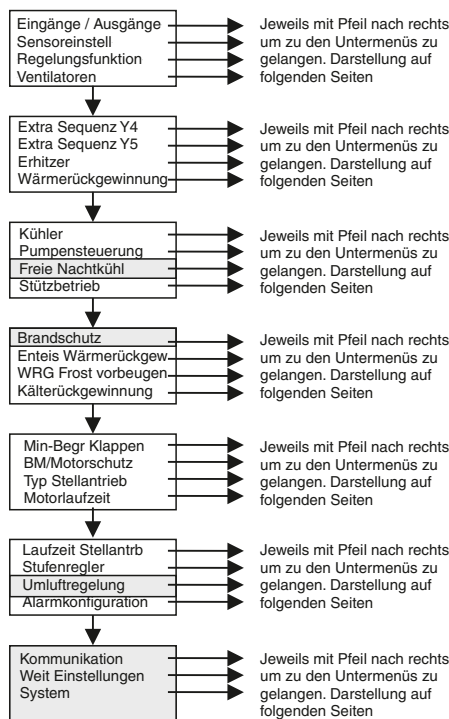 Eingänge / Ausgänge
Sensoreinstell
Regelungsfunktion
Ventilatoren
Jeweils mit Pfeil nach rechts
um zu den Untermenüs zu
gelangen. Darstellung auf
folgenden Seiten
Extra Sequenz Y4
Extra Sequenz Y5
Erhitzer
Wärmerückgewinnung
Jeweils mit Pfeil nach rechts
um zu den Untermenüs zu
gelangen. Darstellung auf
folgenden Seiten
Kühler
Pumpensteuerung
Freie Nachtkühl
Stützbetrieb
Jeweils mit Pfeil nach rechts
um zu den Untermenüs zu
gelangen. Darstellung auf
folgenden Seiten
Brandschutz
Enteis Wärmerückgew
WRG Frost vorbeugen
Kälterückgewinnung
Jeweils mit Pfeil nach rechts
um zu den Untermenüs zu
gelangen. Darstellung auf
folgenden Seiten
Min-Begr Klappen
BM/Motorschutz
Typ Stellantrieb
Motorlaufzeit
Jeweils mit Pfeil nach rechts
um zu den Untermenüs zu
gelangen. Darstellung auf
folgenden Seiten
Laufzeit Stellantrb
Stufenregler
Umluftregelung
Alarmkonfiguration
Jeweils mit Pfeil nach rechts
um zu den Untermenüs zu
gelangen. Darstellung auf
folgenden Seiten
Kommunikation
Weit Einstellungen
System
Jeweils mit Pfeil nach rechts
um zu den Untermenüs zu
gelangen. Darstellung auf
folgenden Seiten